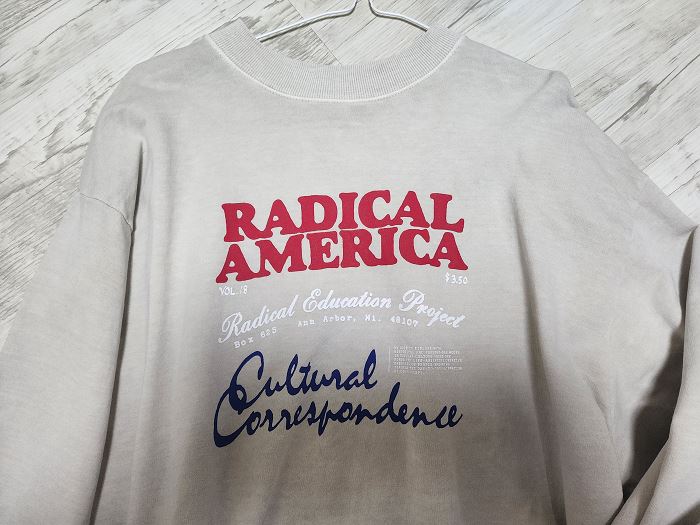 RADICAL
AMERICA
VOL. 18 $3.50
Radical Education Project
Box 625 Ann Arbor, MI. 48107
Cultural
Correspondence